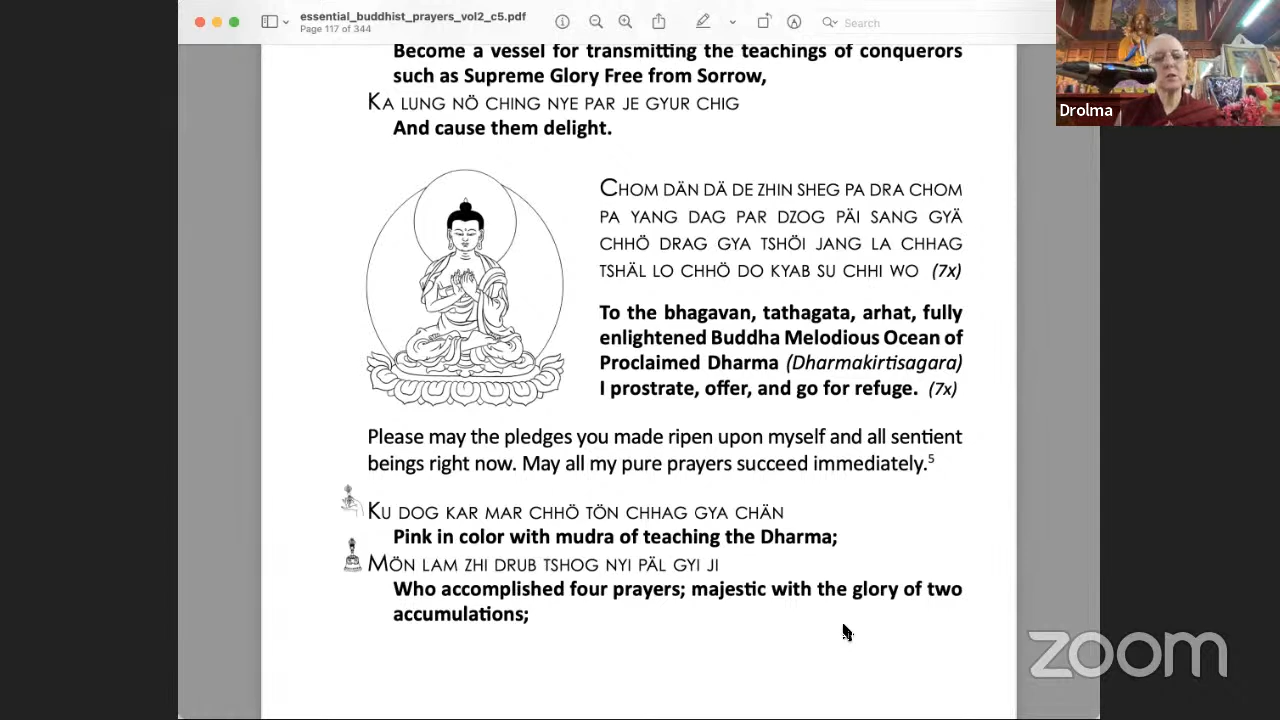 essential_buddhist_prayers_vol2_c5.pdf
Page 117 of 344
Search
Drolma
Become a vessel for transmitting the teachings of conquerors
such as Supreme Glory Free from Sorrow,
KA LUNG NÖ CHING NYE PAR JE GYUR CHIG
And cause them delight.
CHOM DÄN DÄ DE ZHIN SHEG PA DRA CHOM
PA YANG DAG PAR DZOG PÄI SANG GYÄ
CHHÖ DRAG GYA TSHÖI JANG LA CHHAG
TSHÄL LO CHHÖ DO KYAB SU CHHI WO (7x)
To the bhagavan, tathagata, arhat, fully
enlightened Buddha Melodious Ocean of
Proclaimed Dharma (Dharmakirtisagara)
I prostrate, offer, and go for refuge. (7x)
Please may the pledges you made ripen upon myself and all sentient
beings right now. May all my pure prayers succeed immediately.5
KU DOG KAR MAR CHHÖ TÖN CHHAG GYA CHÄN
Pink in color with mudra of teaching the Dharma;
MÖN LAM ZHI DRUB TSHOG NYI PÄL GYI JI
Who accomplished four prayers; majestic with the glory of two
accumulations;
zoom